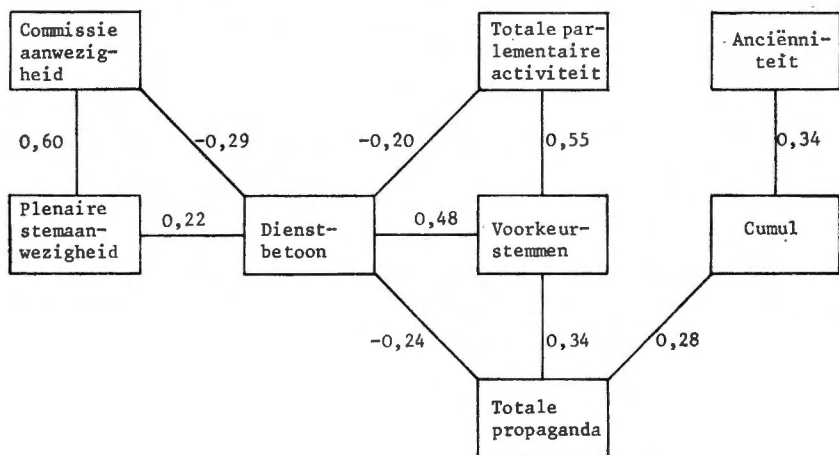 Commissie
aanwezig-
heid
Totale par-
lementaire
activiteit
Anciënni-
teit
0,60
-0,29
-0,20
0,55
0,34
Plenaire
stemaan-
wezigheid
0,22
Dienst-
betoon
0,48
Voorkeur-
stemmen
Cumul
-0,24
0,34
0,28
Totale
propaganda